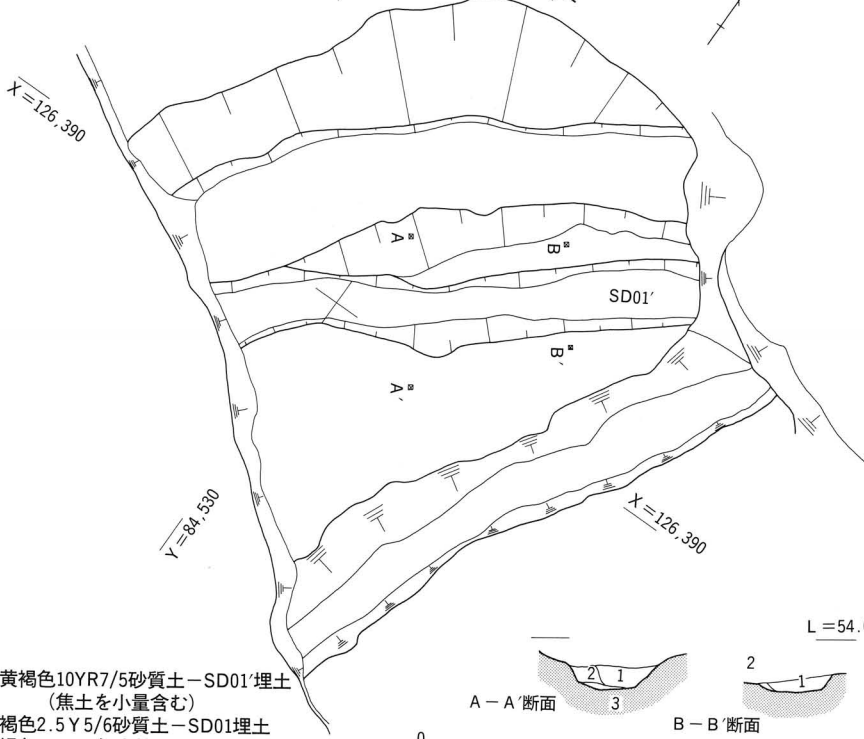 X=126,390
A
B
SD01′
B′
A′
Y=84,530
X=126,390
L=54.
黄褐色10YR7/5砂質土－SD01′埋土
(焦土を小量含む)
褐色2.5Y5/6砂質土－SD01埋土
2
1
3
A－A′断面
2
1
B－B′断面
0